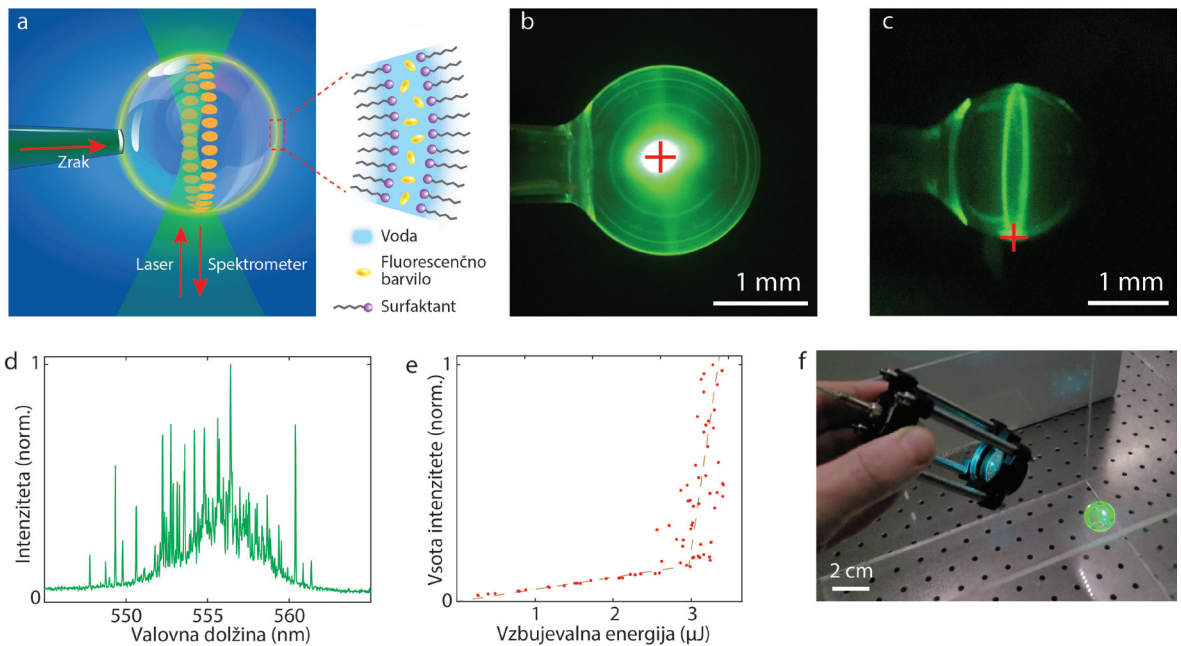 a
Zrak
Laser
Spektrometer
Voda
Fluorescenčno
barvilo
Surfaktant
b
1 mm
c
1 mm
d
Intenziteta (norm.)
1
0
550
555
560
Valovna dolžina (nm)
e
Vsota intenzitete (norm.)
1
0
1
2
3
Vzbujevalna energija (µJ)
f
2 cm